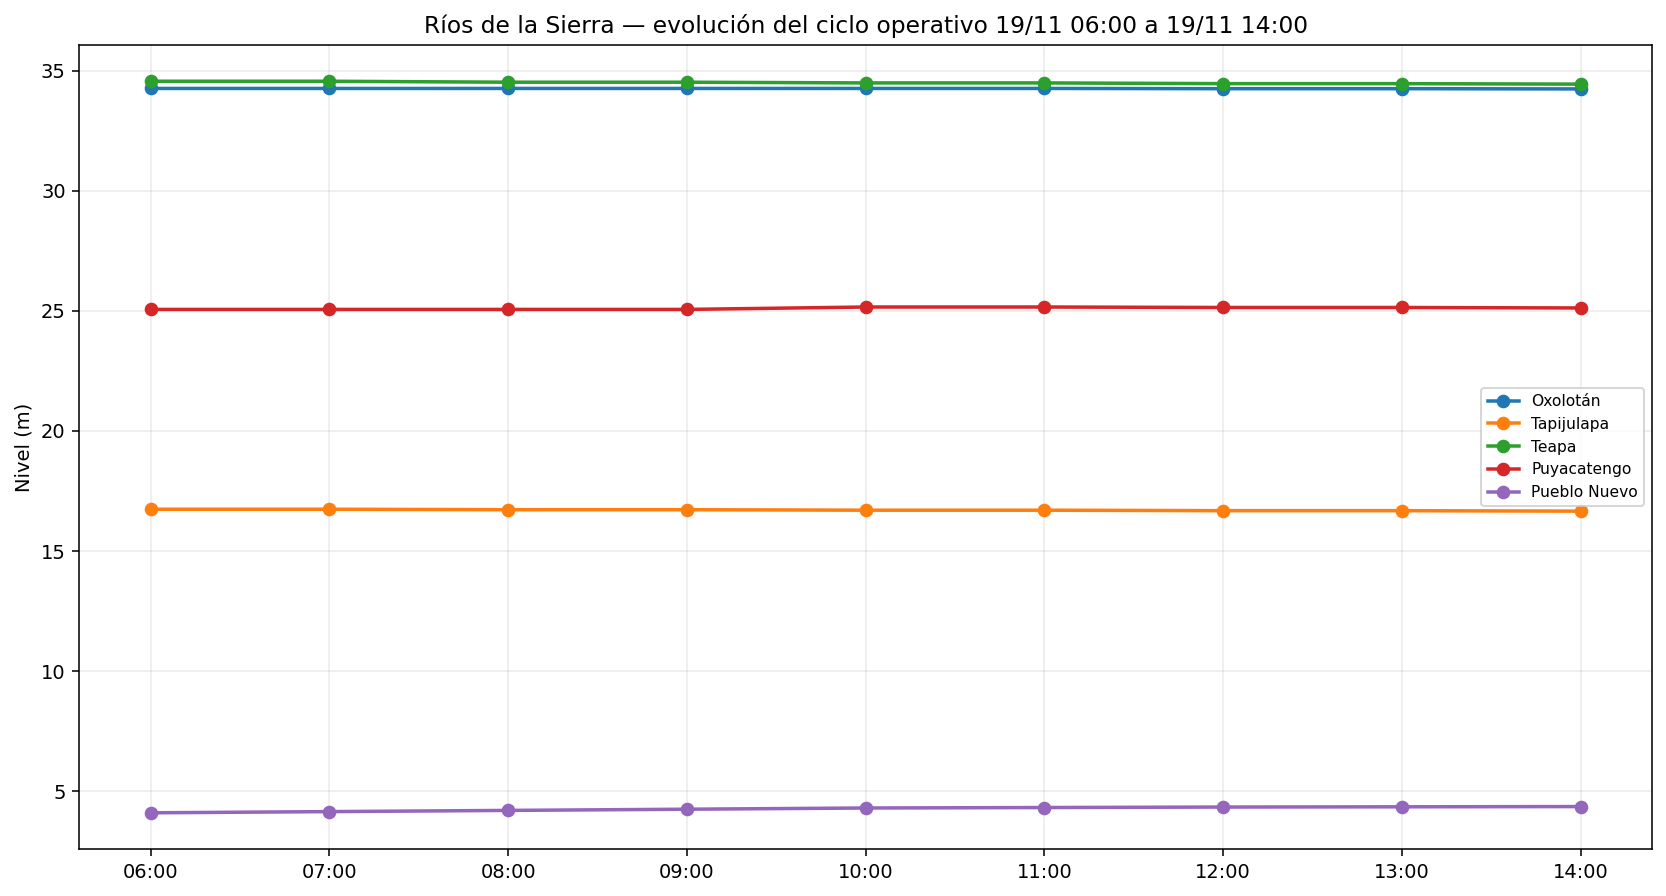 Ríos de la Sierra — evolución del ciclo operativo 19/11 06:00 a 19/11 14:00
Nivel (m)
35
30
25
20
15
10
5
Oxolotán
Tapijulapa
Teapa
Puyacatengo
Pueblo Nuevo
06:00 07:00 08:00 09:00 10:00 11:00 12:00 13:00 14:00